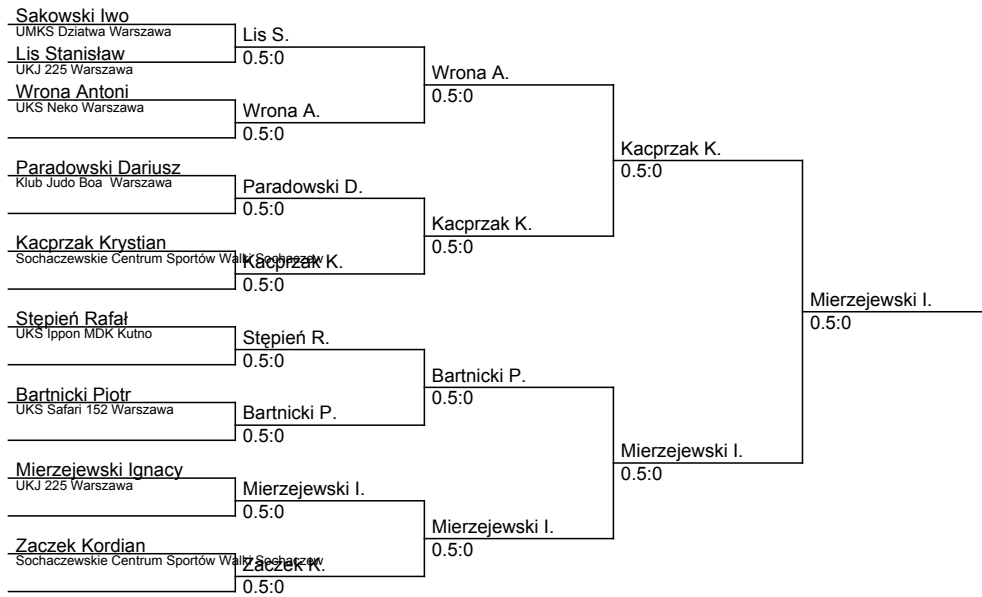 Sakowski Iwo
UMKS Dziatwa Warszawa
Lis Stanisław
UKJ 225 Warszawa
Wrona Antoni
UKS Neko Warszawa
Paradowski Dariusz
Klub Judo Boa  Warszawa
Kacprzak Krystian
Sochaczewskie Centrum Sportów Walki Sochaczew
Stępień Rafał
UKS Ippon MDK Kutno
Bartnicki Piotr
UKS Safari 152 Warszawa
Mierzejewski Ignacy
UKJ 225 Warszawa
Zaczek Kordian
Sochaczewskie Centrum Sportów Walki Sochaczew
Lis S.
0.5:0
Wrona A.
0.5:0
Paradowski D.
0.5:0
Kacprzak K.
0.5:0
Stępień R.
0.5:0
Bartnicki P.
0.5:0
Mierzejewski I.
0.5:0
Zaczek K.
0.5:0
Wrona A.
0.5:0
Kacprzak K.
0.5:0
Bartnicki P.
0.5:0
Mierzejewski I.
0.5:0
Kacprzak K.
0.5:0
Mierzejewski I.
0.5:0
Mierzejewski I.
0.5:0